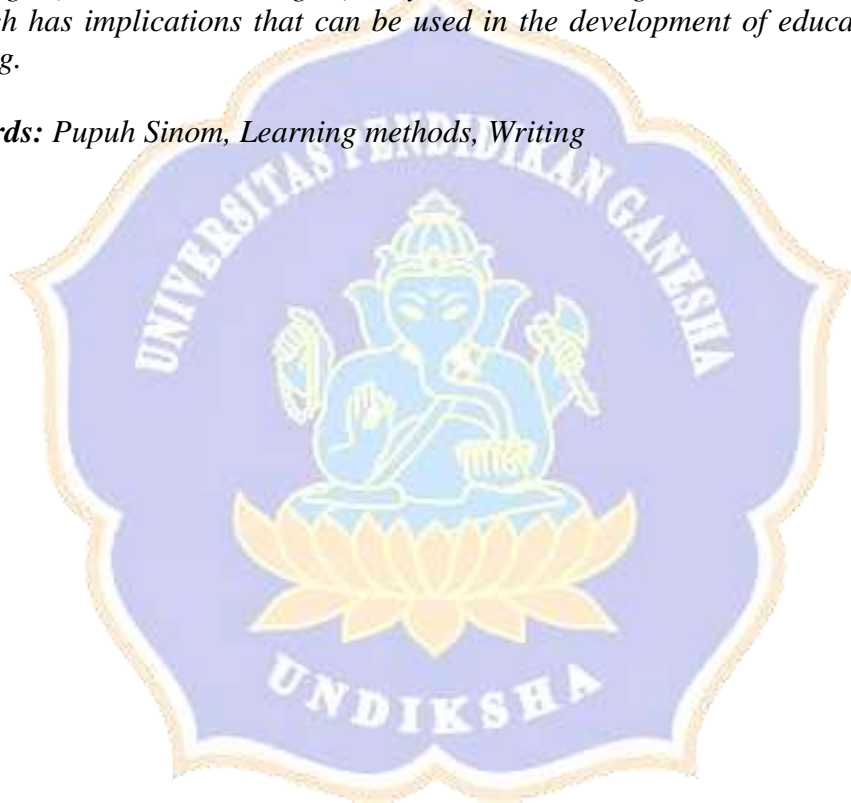 h has implications that can be used in the development of educa
g.
rds: Pupuh Sinom, Learning methods, Writing
UNIVERSITAS PENDIDIKAN GANESHA
UNDIKSHA